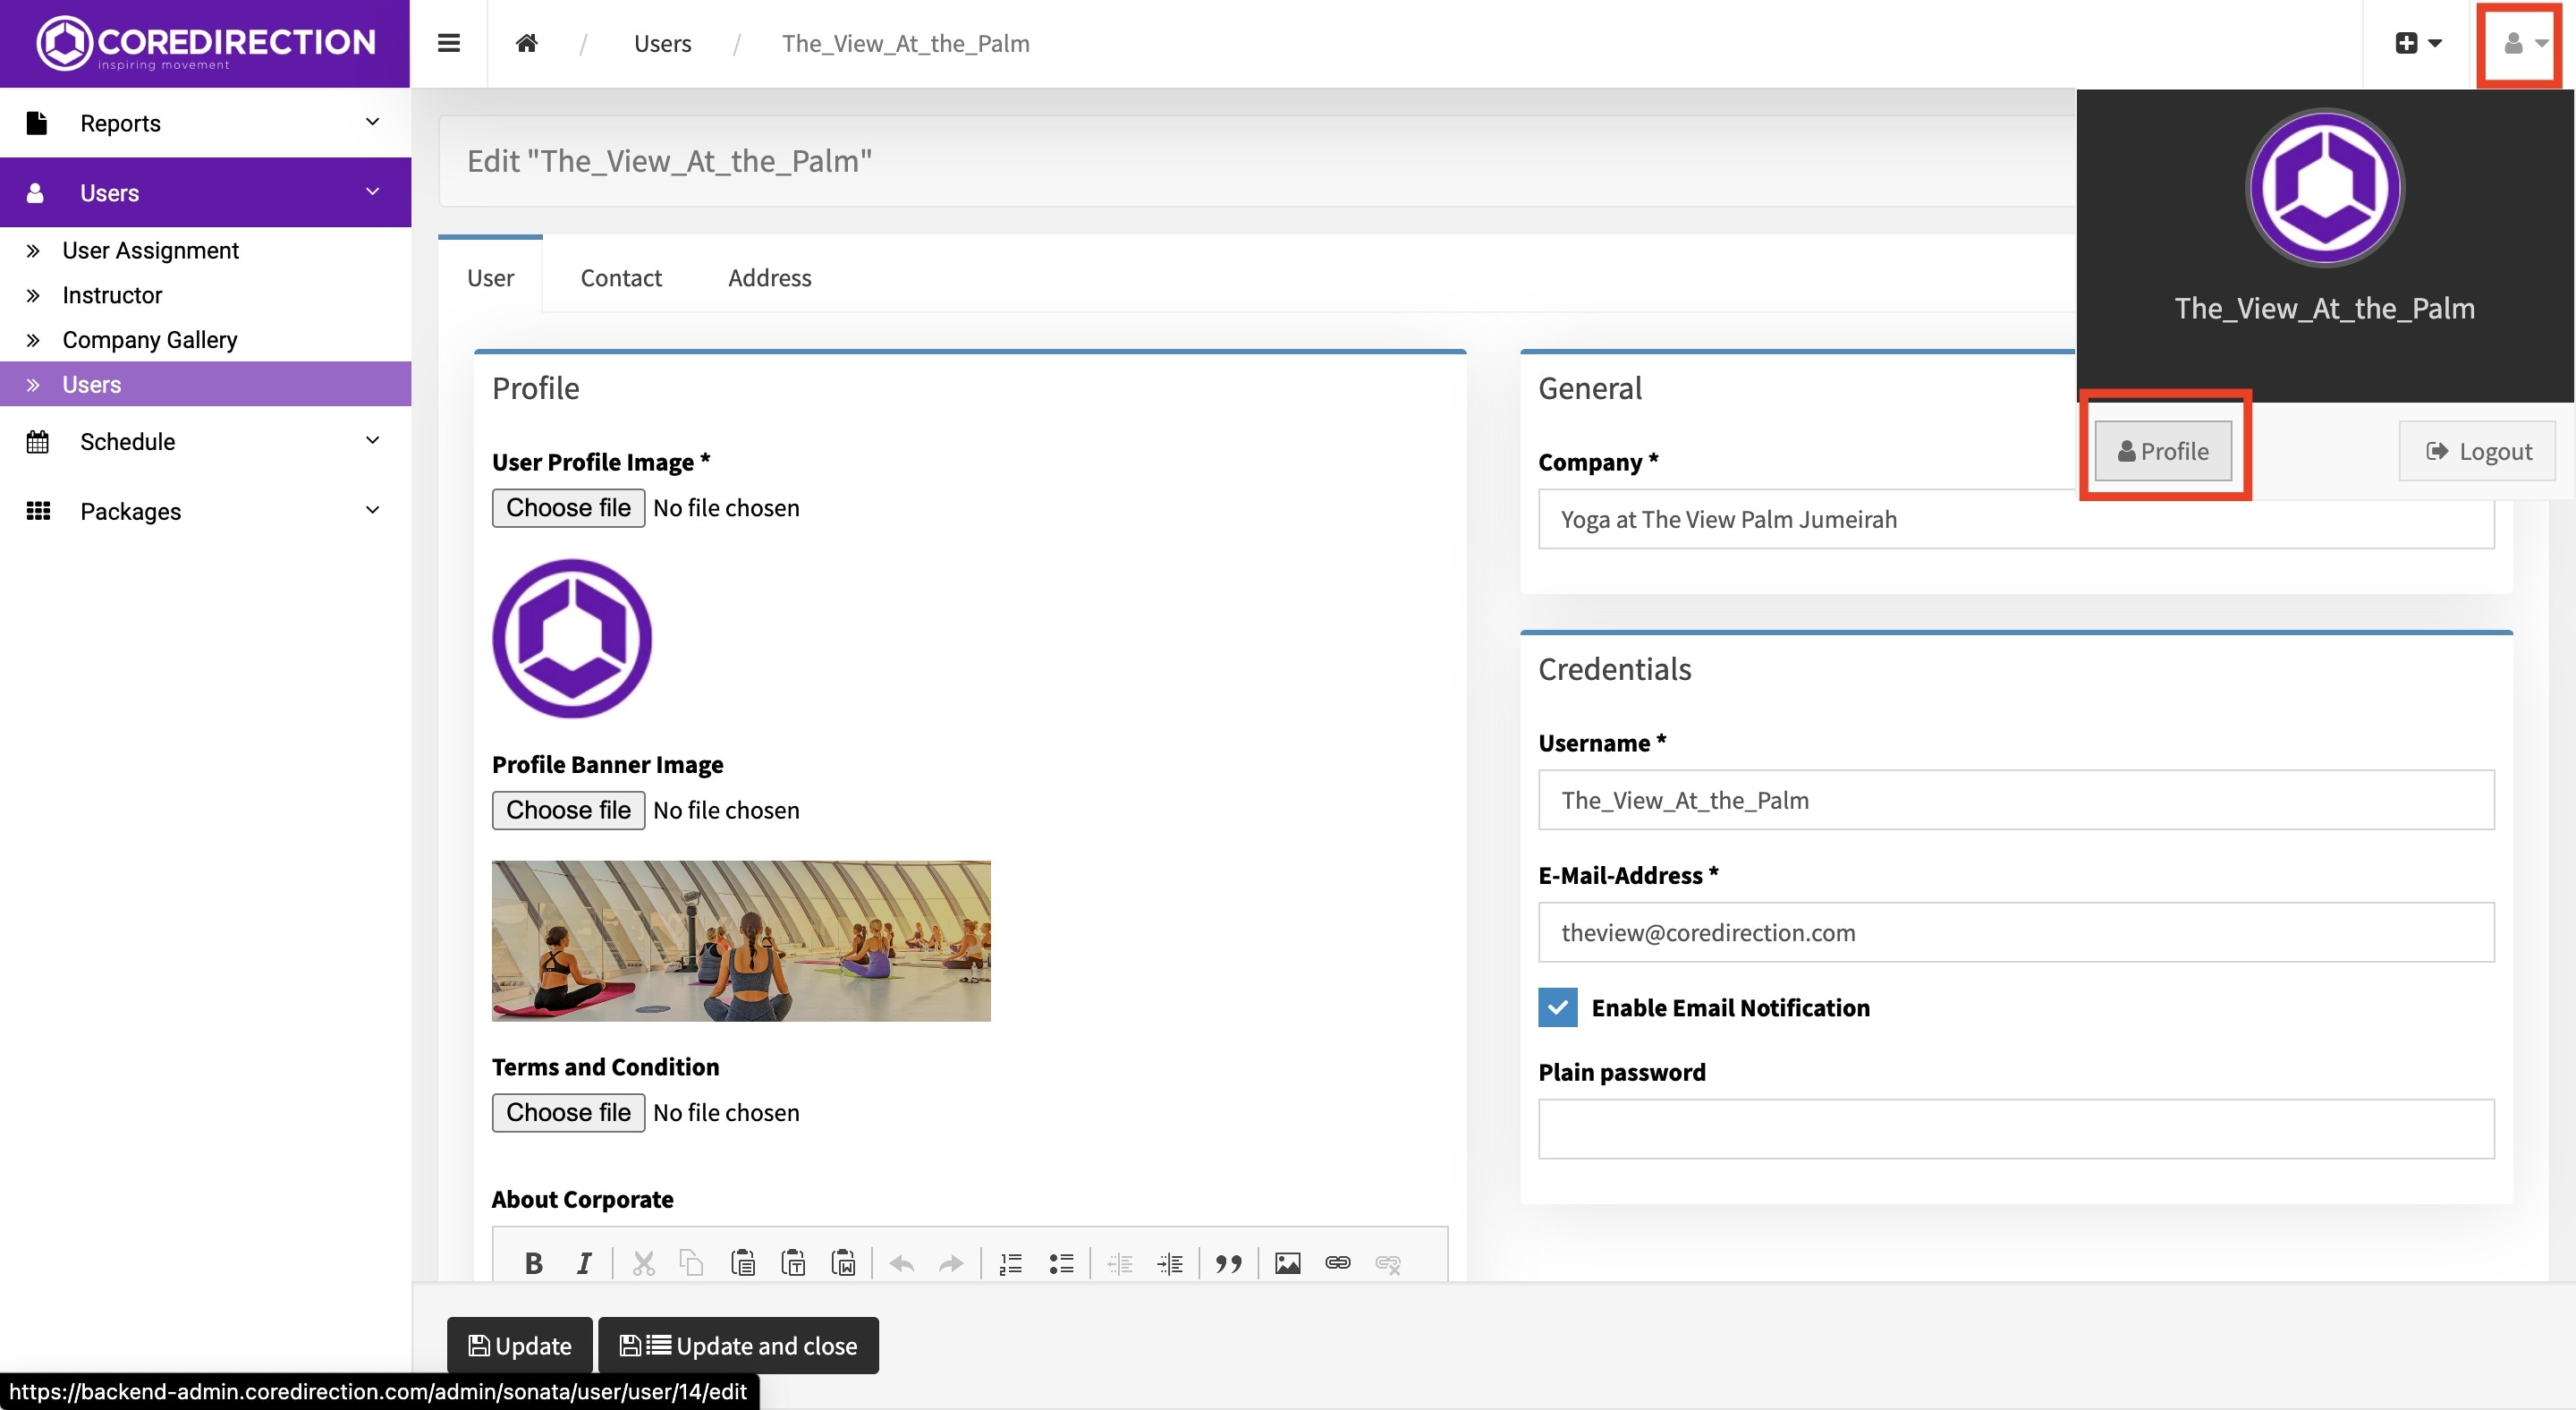 COREDIRECTION
inspiring movement
/ Users / The_View_At_the_Palm
Reports
Users
User Assignment
Instructor
Company Gallery
Users
Schedule
Packages
Edit "The_View_At_the_Palm"
User Contact Address
The_View_At_the_Palm
Profile Logout
Profile
User Profile Image *
Choose file No file chosen
Profile Banner Image
Choose file No file chosen
Terms and Condition
Choose file No file chosen
About Corporate
B I
General
Company *
Yoga at The View Palm Jumeirah
Credentials
Username *
The_View_At_the_Palm
E-Mail-Address *
theview@coredirection.com
Enable Email Notification
Plain password
Update Update and close
https://backend-admin.coredirection.com/admin/sonata/user/user/14/edit